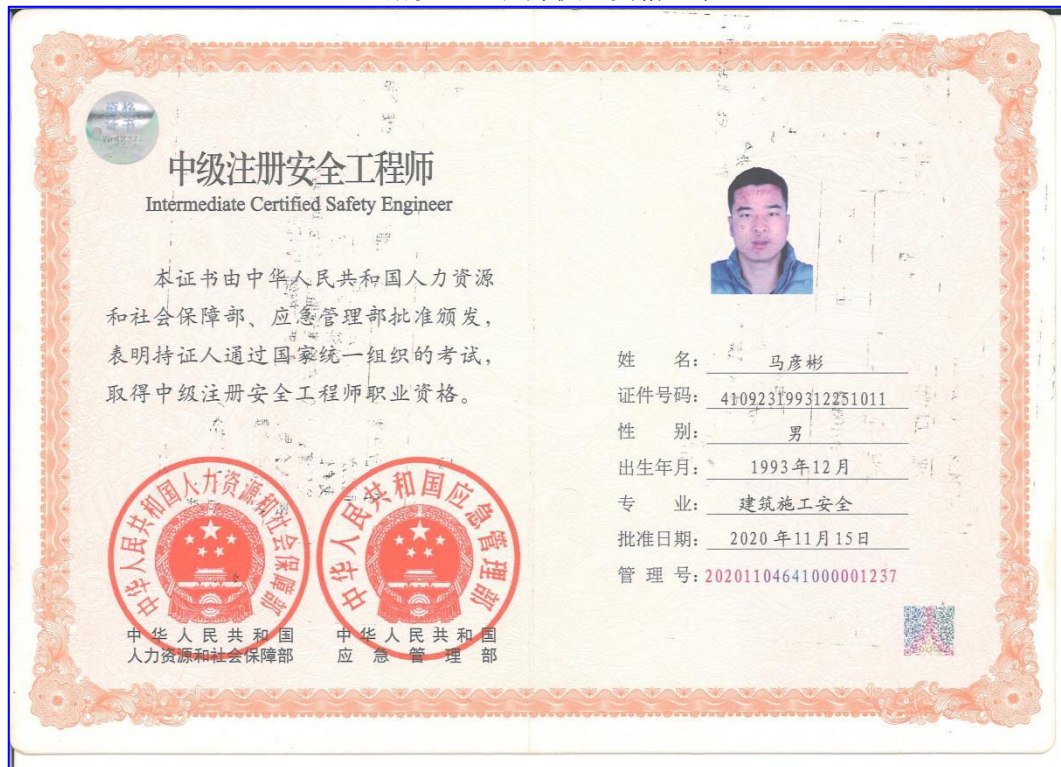 中级注册安全工程师
Intermediate Certified Safety Engineer
本证书由中华人民共和国人力资源
和社会保障部、应急管理部批准颁发，
表明持证人通过国家统一组织的考试，
取得中级注册安全工程师职业资格。
中华人民共和国人力资源和社会保障部
中华人民共和国应急管理部
中华人民共和国
人力资源和社会保障部
中华人民共和国
应急管理部
姓 名： 马彦彬
证件号码： 410923199312251011
性 别： 男
出生年月： 1993年12月
专 业： 建筑施工安全
批准日期： 2020年11月15日
管 理 号： 20201104641000001237